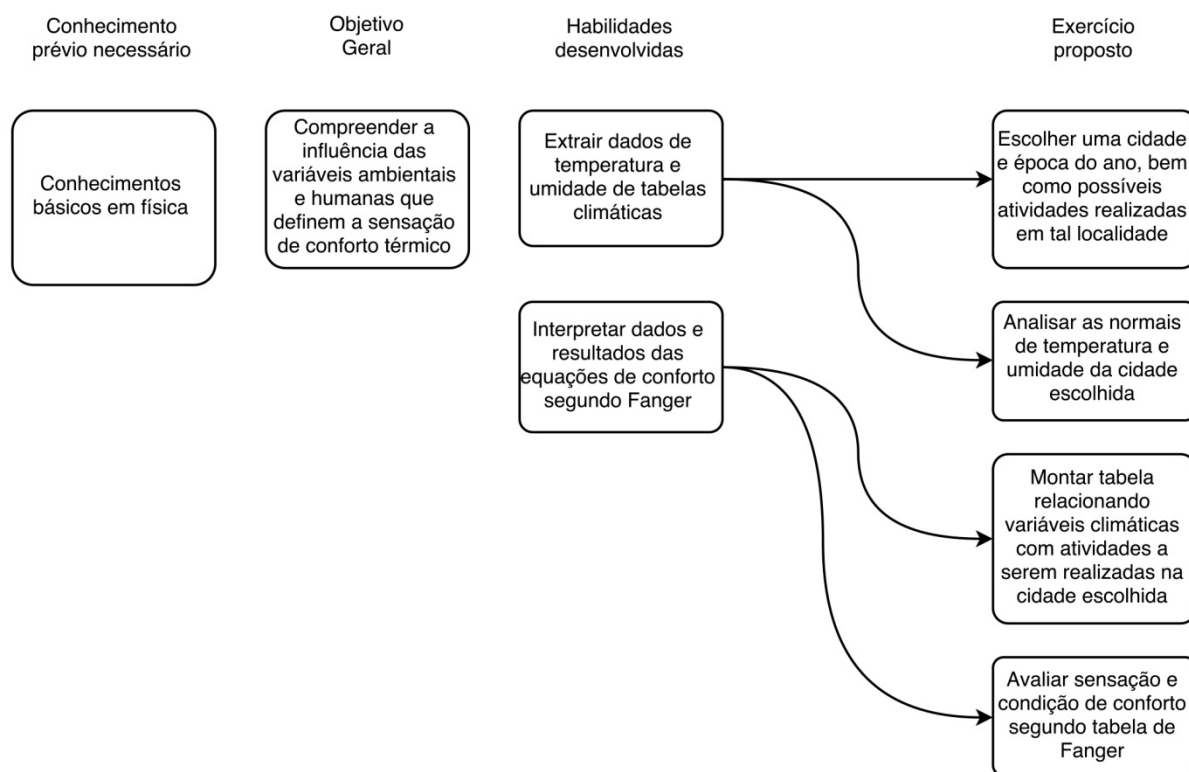 Conhecimento
prévio necessário
Objetivo
Geral
Habilidades
desenvolvidas
Exercício
proposto
Conhecimentos
básicos em física
Compreender a
influência das
variáveis ambientais
e humanas que
definem a sensação
de conforto térmico
Extrair dados de
temperatura e
umidade de tabelas
climáticas
Interpretar dados e
resultados das
equações de conforto
segundo Fanger
Escolher uma cidade
e época do ano, bem
como possíveis
atividades realizadas
em tal localidade
Analisar as normais
de temperatura e
umidade da cidade
escolhida
Montar tabela
relacionando
variáveis climáticas
com atividades a
serem realizadas na
cidade escolhida
Avaliar sensação e
condição de conforto
segundo tabela de
Fanger